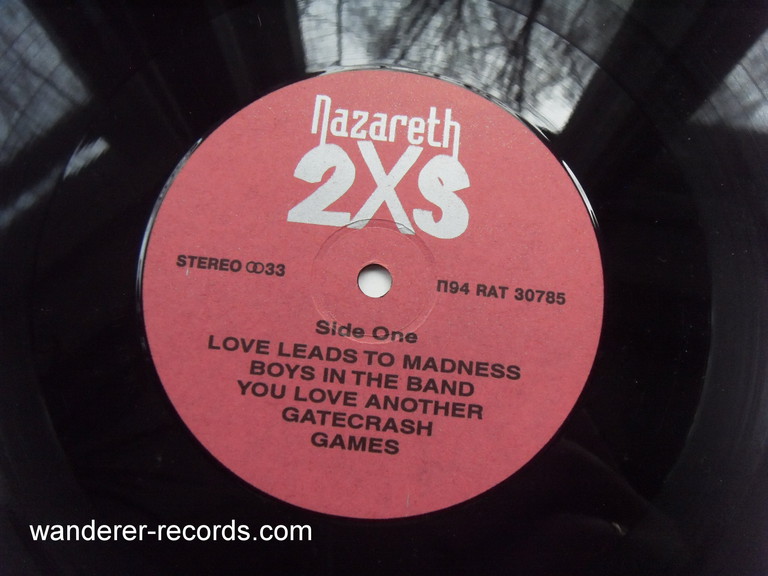 nazareth
2XS
STEREO 33
П94 RAT 30785
Side One
LOVE LEADS TO MADNESS
BOYS IN THE BAND
YOU LOVE ANOTHER
GATECRASH
GAMES
wanderer-records.com